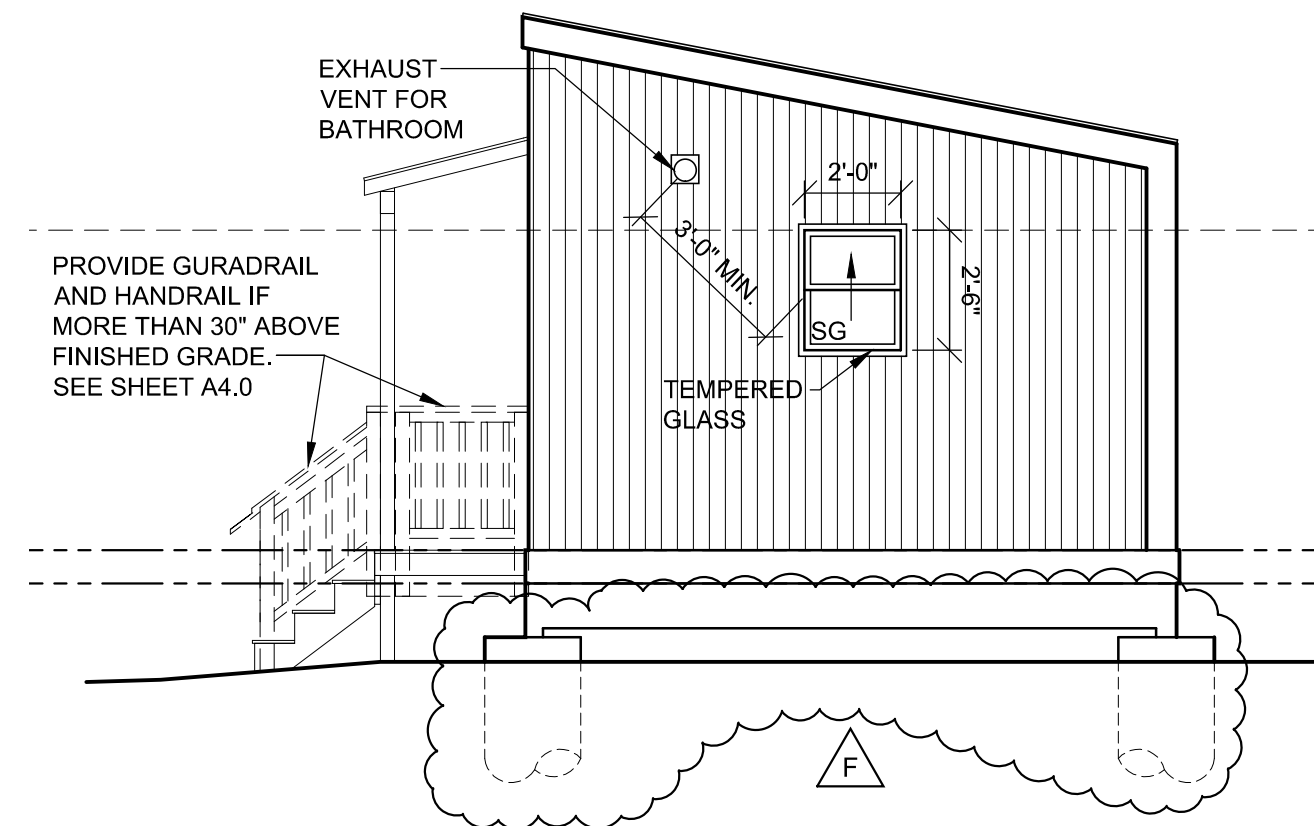 EXHAUST
VENT FOR
BATHROOM
2'-0"
3'-0" MIN.
2'-6"
PROVIDE GURADRAIL
AND HANDRAIL IF
MORE THAN 30" ABOVE
FINISHED GRADE.
SEE SHEET A4.0
SG
TEMPERED
GLASS
F